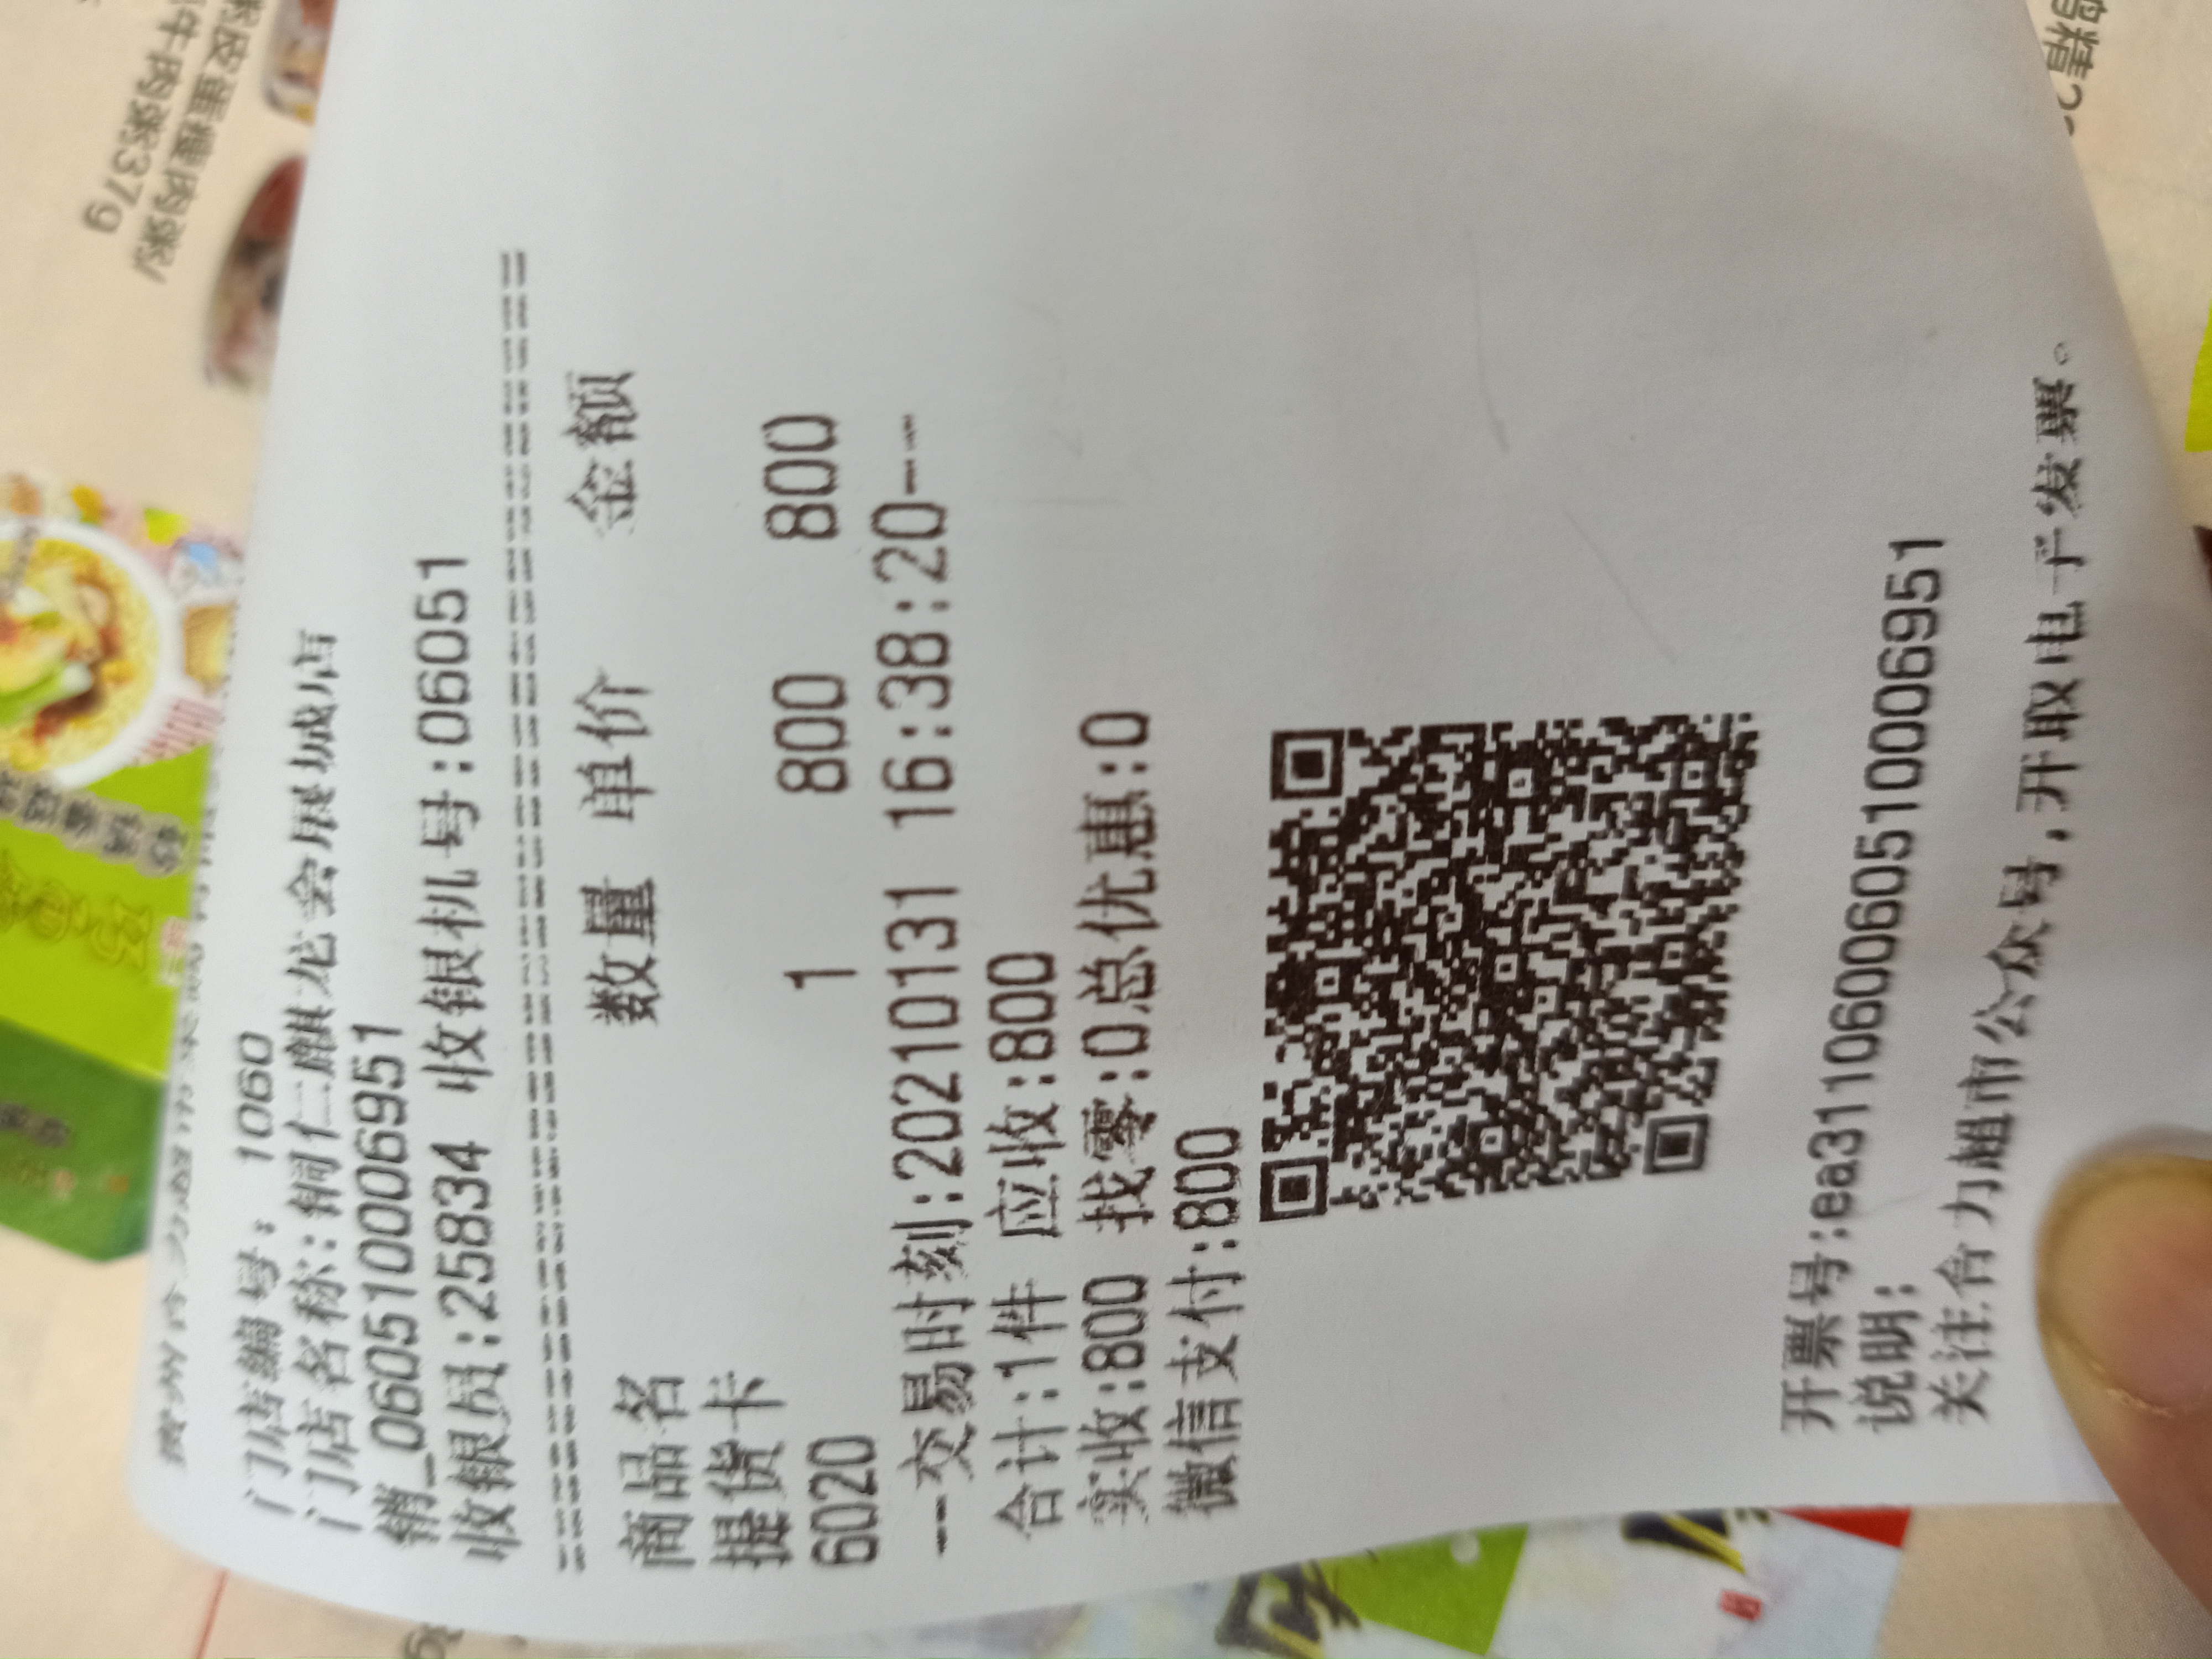 门店编号: 1060
门店名称:铜仁麒龙会展城店
销_060510006951
收银员:25834 收银机号:06051
商品名 数量 单价 金额
提货卡
6020 1 800 800
--交易时刻:20210131 16:38:20---
合计:1件 应收:800
实收:800 找零:0总优惠:0
微信支付:800
开票号:ea311060060510006951
说明:
关注合力超市公众号,开取电子发票。